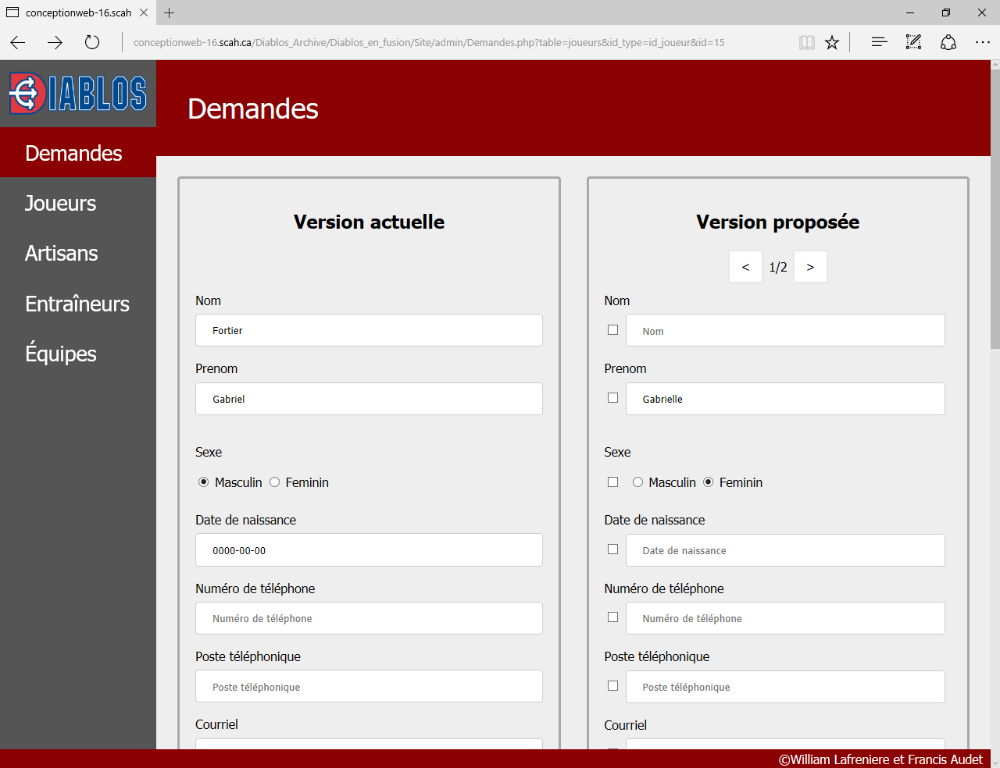 conceptionweb-16.scah
conceptionweb-16.scah.ca/Diablos_Archive/Diablos_en_fusion/Site/admin/Demandes.php?table=joueurs&id_type=id_joueur&id=15
DIABLOS
Demandes
Demandes
Joueurs
Artisans
Entraîneurs
Équipes
Version actuelle
Nom
Fortier
Prenom
Gabriel
Sexe
Masculin Feminin
Date de naissance
0000-00-00
Numéro de téléphone
Numéro de téléphone
Poste téléphonique
Poste téléphonique
Courriel
Version proposée
< 1/2 >
Nom
Nom
Prenom
Gabrielle
Sexe
Masculin Feminin
Date de naissance
Date de naissance
Numéro de téléphone
Numéro de téléphone
Poste téléphonique
Poste téléphonique
Courriel
©William Lafreniere et Francis Audet